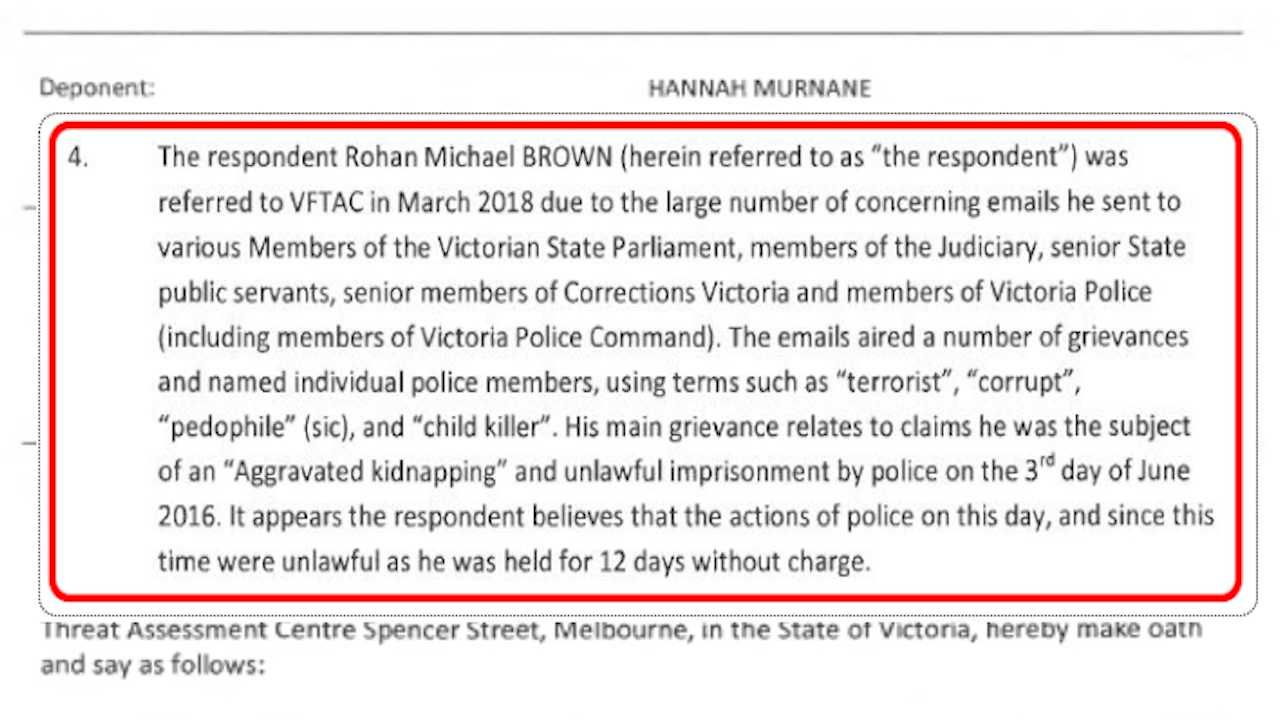 Deponent: HANNAH MURNANE
4. The respondent Rohan Michael BROWN (herein referred to as “the respondent”) was
referred to VFTAC in March 2018 due to the large number of concerning emails he sent to
various Members of the Victorian State Parliament, members of the Judiciary, senior State
public servants, senior members of Corrections Victoria and members of Victoria Police
(including members of Victoria Police Command). The emails aired a number of grievances
and named individual police members, using terms such as “terrorist”, “corrupt”,
“pedophile” (sic), and “child killer”. His main grievance relates to claims he was the subject
of an “Aggravated kidnapping” and unlawful imprisonment by police on the 3rd day of June
2016. It appears the respondent believes that the actions of police on this day, and since this
time were unlawful as he was held for 12 days without charge.
Threat Assessment Centre Spencer Street, Melbourne, in the State of Victoria, hereby make oath
and say as follows: